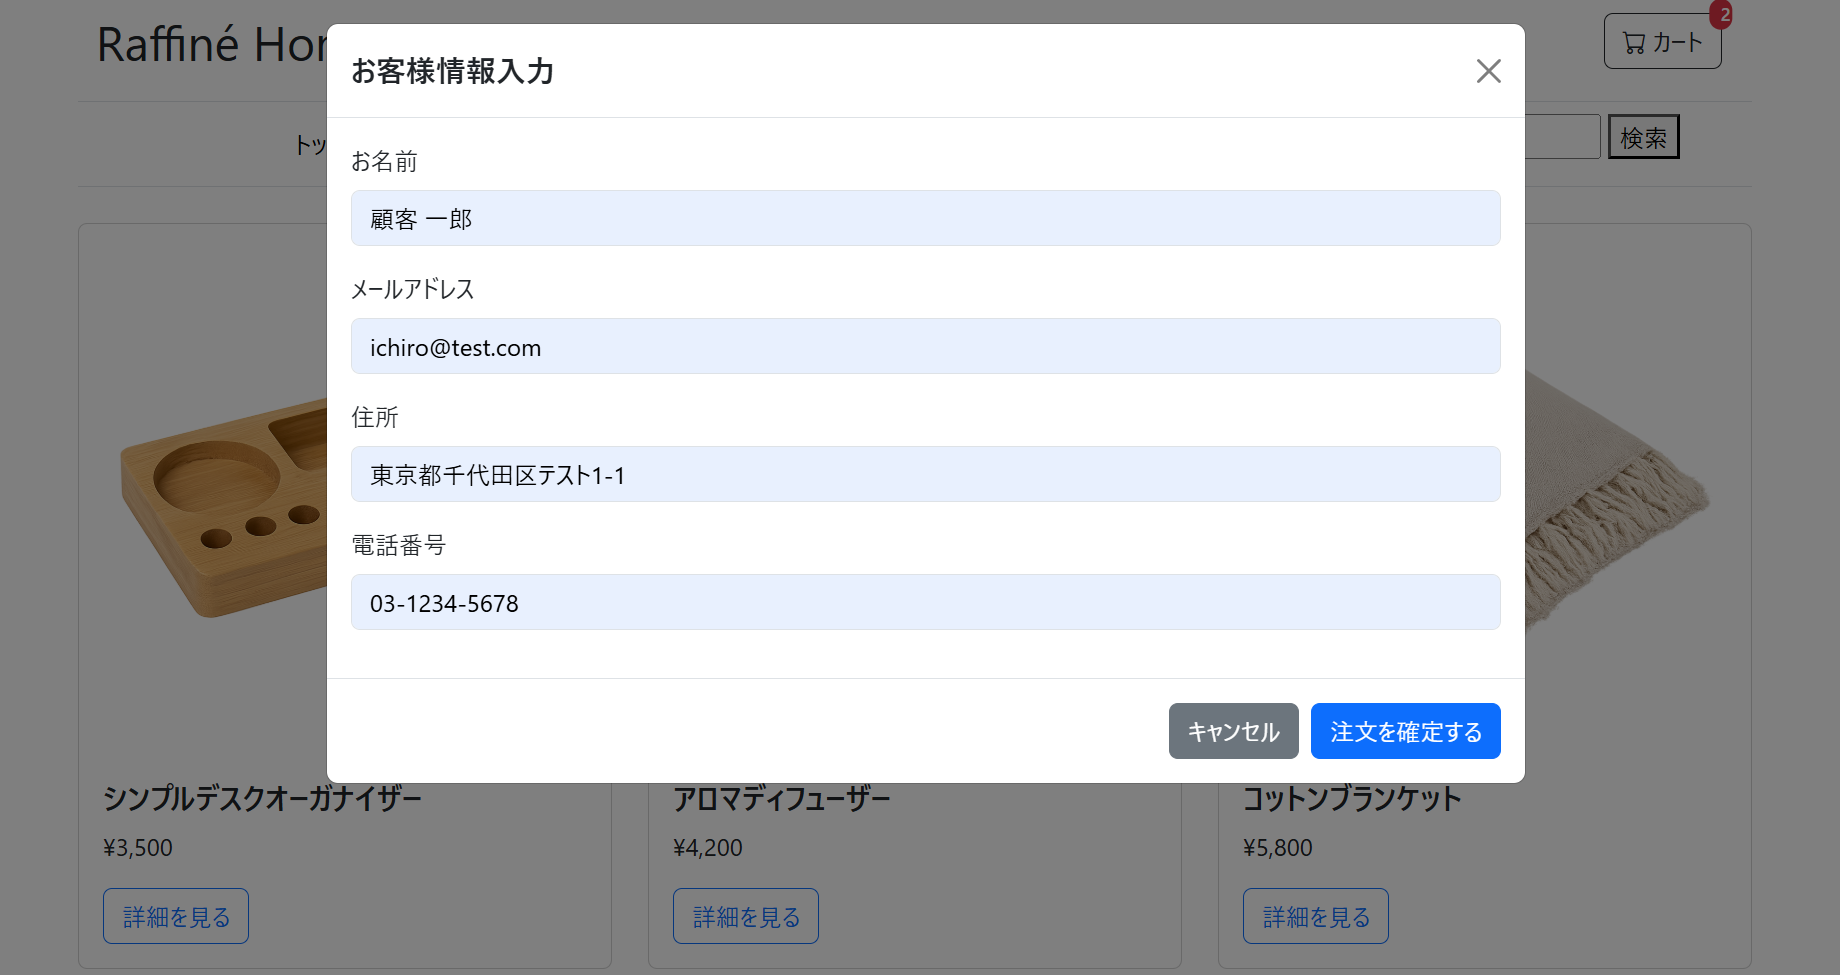 Raffiné Hor
2
カート
お客様情報入力
トッ
検索
お名前
顧客 一郎
メールアドレス
ichiro@test.com
住所
東京都千代田区テスト1-1
電話番号
03-1234-5678
キャンセル
注文を確定する
シンプルデスクオーガナイザー
¥3,500
詳細を見る
アロマディフューザー
¥4,200
詳細を見る
コットンブランケット
¥5,800
詳細を見る